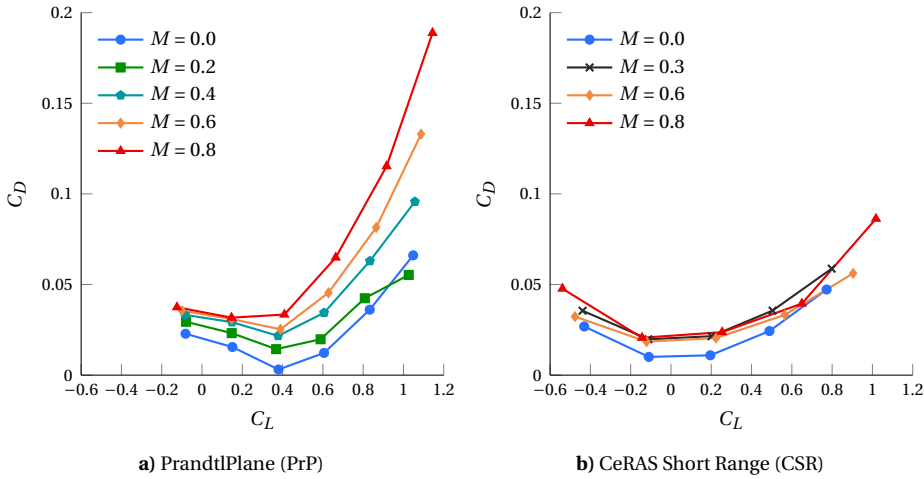 0.2
0.15
0.1
0.05
0
C_D
M = 0.0
M = 0.2
M = 0.4
M = 0.6
M = 0.8
−0.6 −0.4 −0.2 0 0.2 0.4 0.6 0.8 1 1.2
C_L
a) PrandtlPlane (PrP)
0.2
0.15
0.1
0.05
0
C_D
M = 0.0
M = 0.3
M = 0.6
M = 0.8
−0.6 −0.4 −0.2 0 0.2 0.4 0.6 0.8 1 1.2
C_L
b) CeRAS Short Range (CSR)